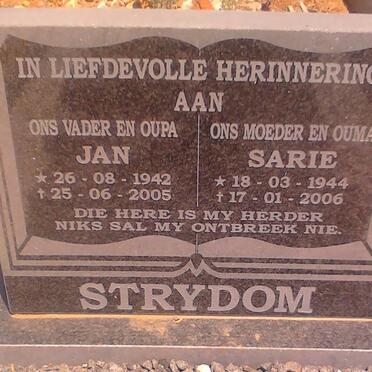 IN LIEFDEVOLLE HERINNERING
AAN
ONS VADER EN OUPA
JAN
★ 26 - 08 - 1942
✝ 25 - 06 - 2005
ONS MOEDER EN OUMA
SARIE
★ 18 - 03 - 1944
✝ 17 - 01 - 2006
DIE HERE IS MY HERDER
NIKS SAL MY ONTBREEK NIE.
STRYDOM